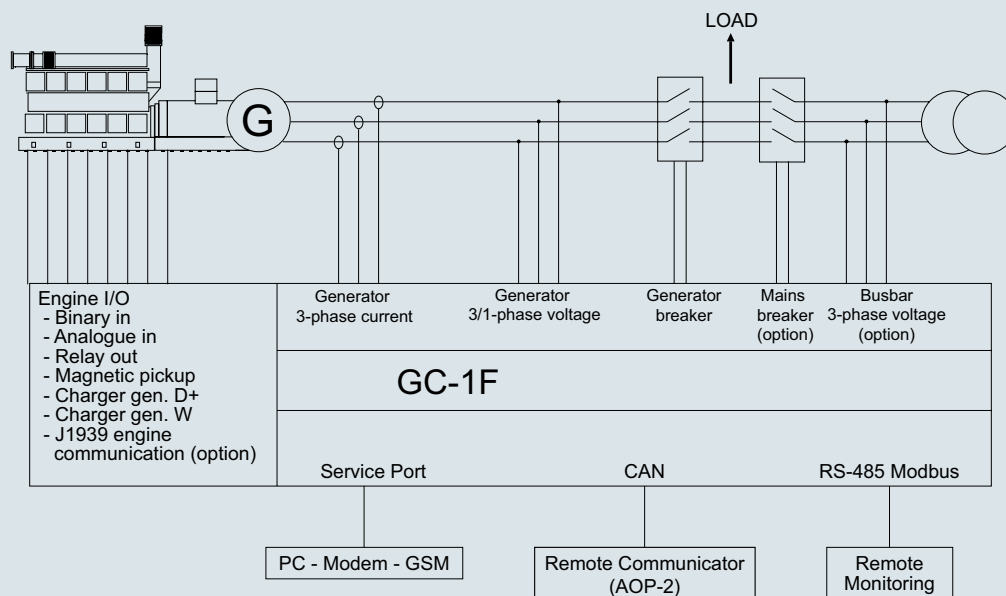 LOAD
G
Engine I/O
- Binary in
- Analogue in
- Relay out
- Magnetic pickup
- Charger gen. D+
- Charger gen. W
- J1939 engine
communication (option)
Generator
3-phase current
Generator
3/1-phase voltage
Generator
breaker
Mains
breaker
(option)
Busbar
3-phase voltage
(option)
GC-1F
Service Port
CAN
RS-485 Modbus
PC - Modem - GSM
Remote Communicator
(AOP-2)
Remote
Monitoring